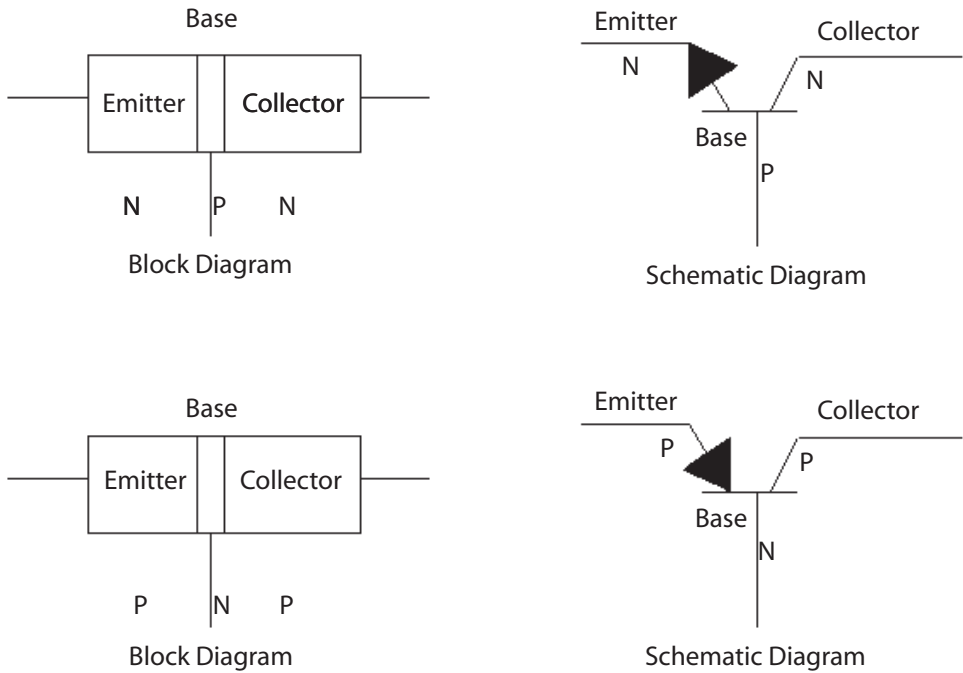 Base
Emitter Collector
N P N
Block Diagram
Emitter
Collector
N
N
Base
P
Schematic Diagram
Base
Emitter Collector
P N P
Block Diagram
Emitter
Collector
P
P
Base
N
Schematic Diagram